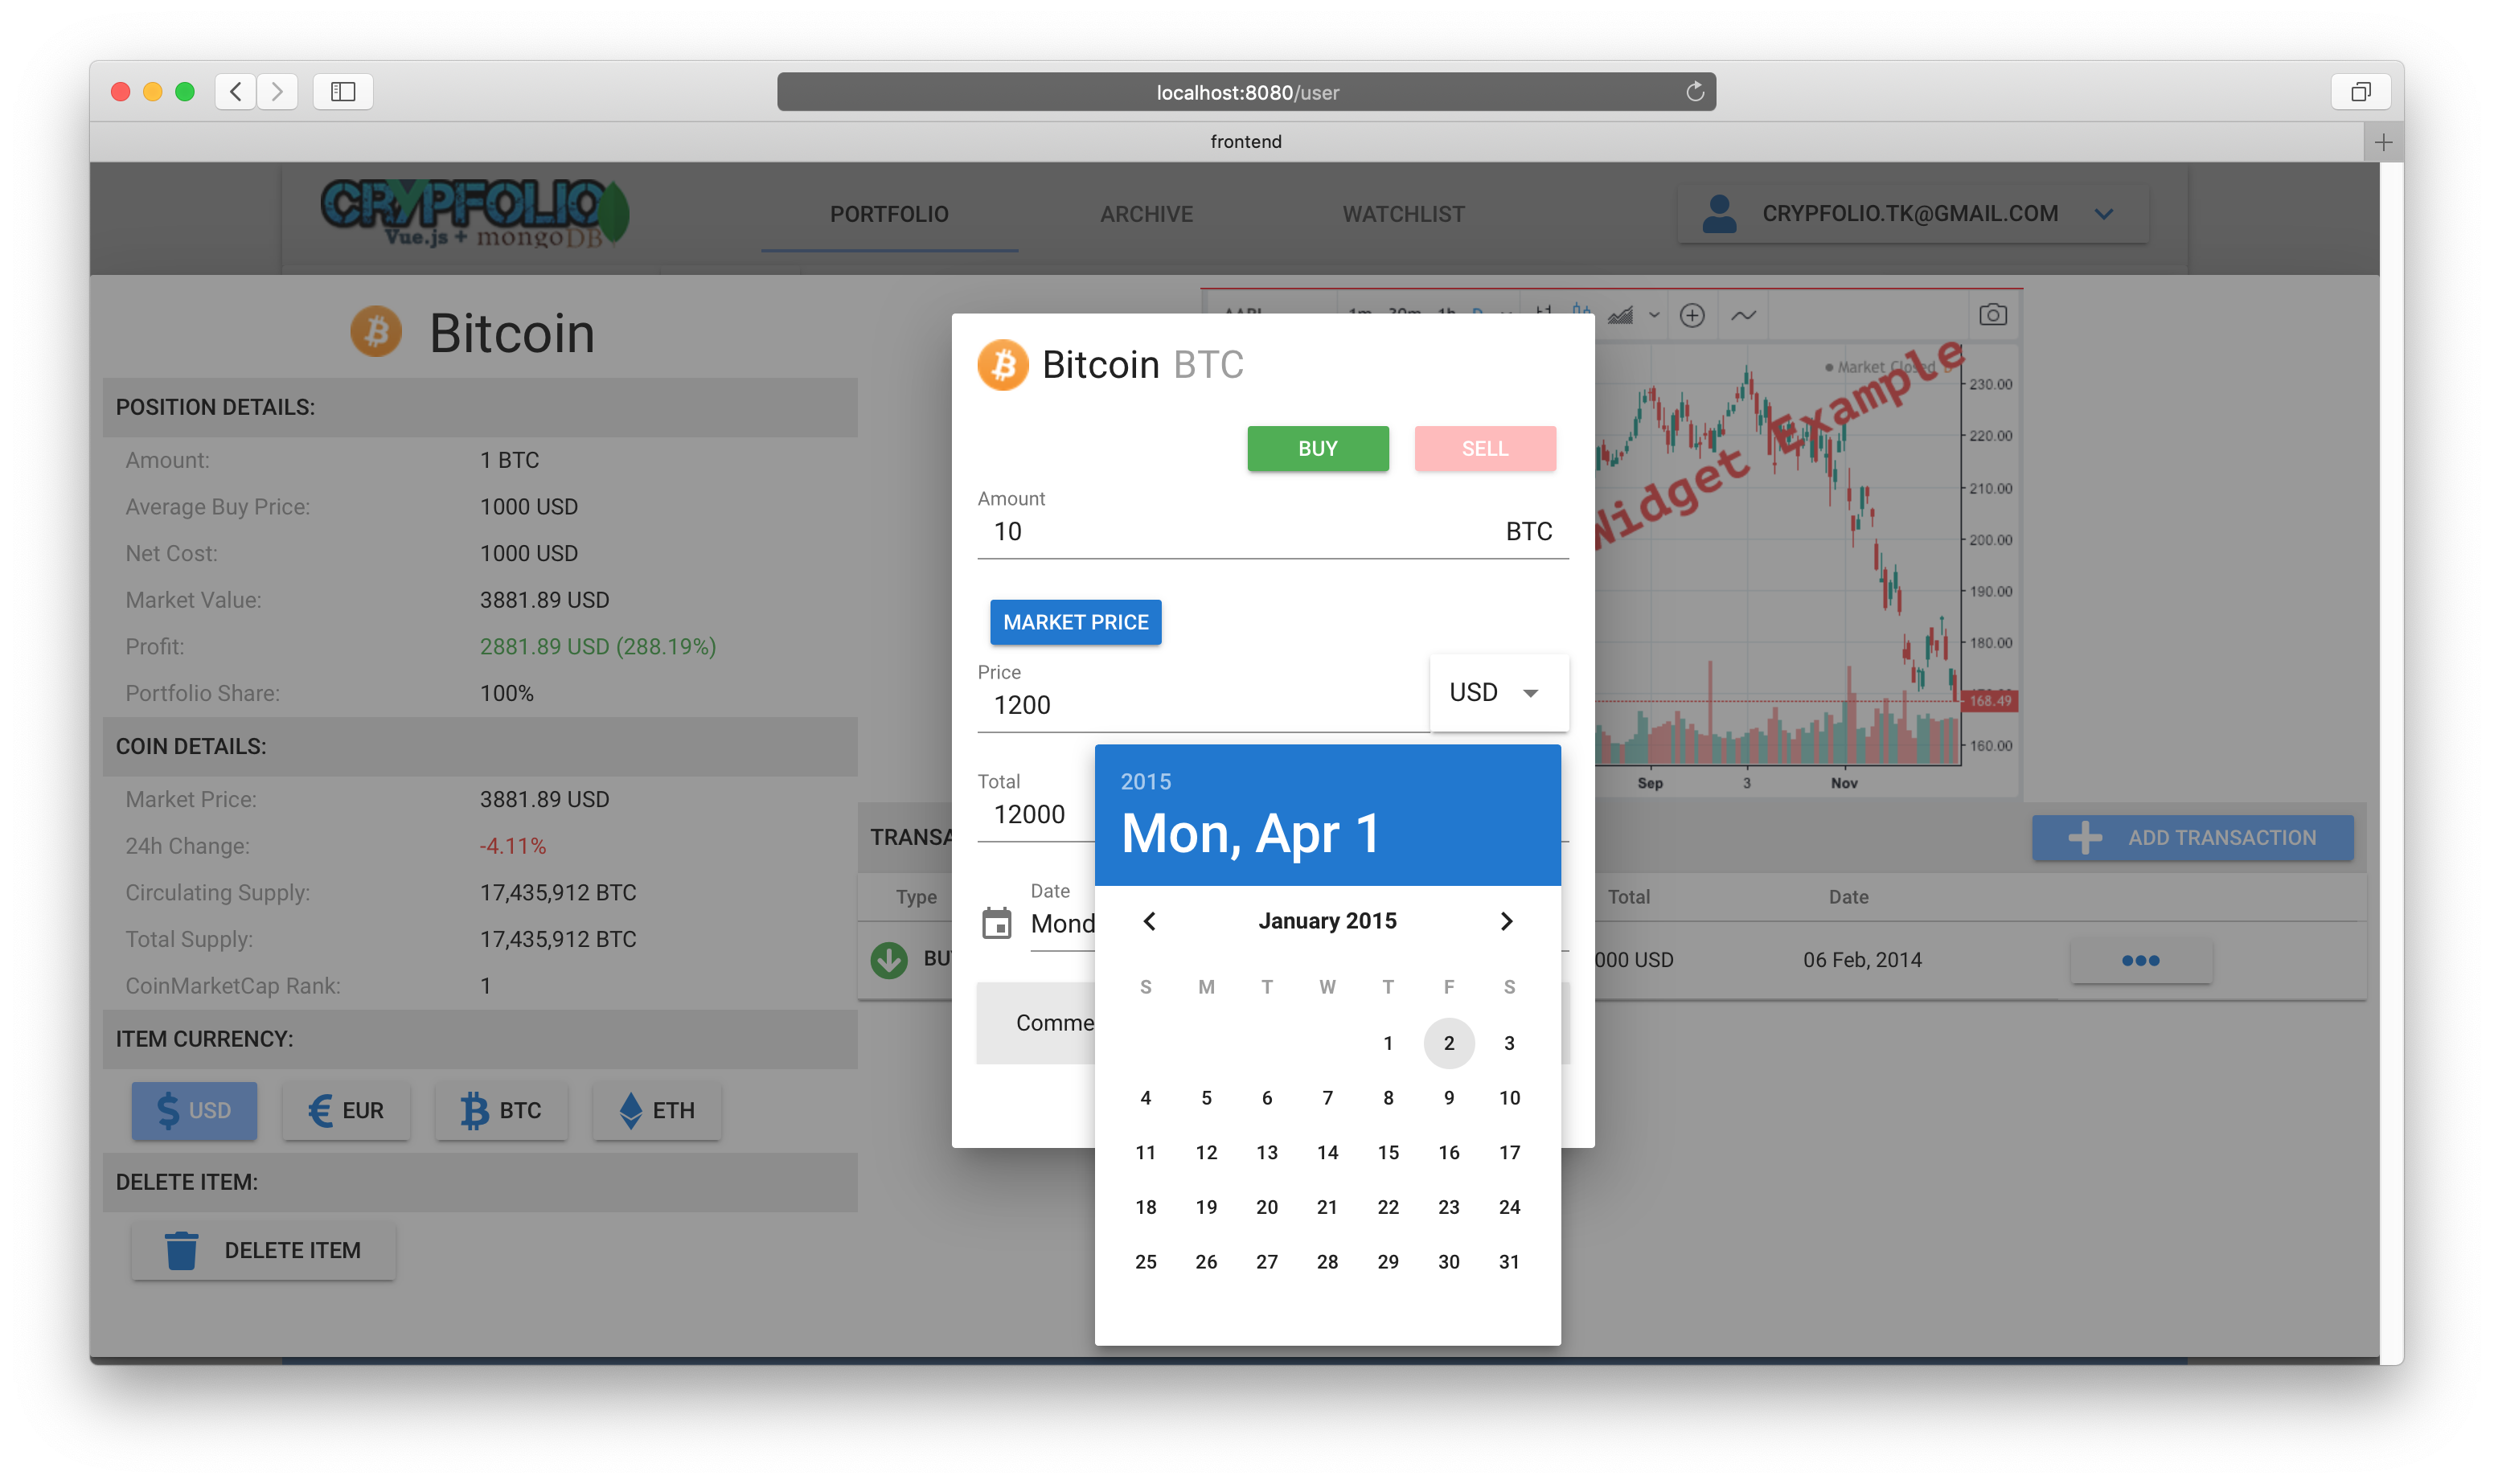 localhost:8080/user
frontend
CRYPFOLIO
Vue.js + mongoDB
PORTFOLIO
ARCHIVE
WATCHLIST
CRYPFOLIO.TK@GMAIL.COM
Bitcoin
POSITION DETAILS:
Amount: 1 BTC
Average Buy Price: 1000 USD
Net Cost: 1000 USD
Market Value: 3881.89 USD
Profit: 2881.89 USD (288.19%)
Portfolio Share: 100%
COIN DETAILS:
Market Price: 3881.89 USD
24h Change: -4.11%
Circulating Supply: 17,435,912 BTC
Total Supply: 17,435,912 BTC
CoinMarketCap Rank: 1
ITEM CURRENCY:
$ USD
€ EUR
BTC
ETH
DELETE ITEM:
DELETE ITEM
Bitcoin BTC
BUY
SELL
Amount
10 BTC
MARKET PRICE
Price
1200
USD
Total
12000
Date
Mond
Comme
2015
Mon, Apr 1
January 2015
S M T W T F S
1 2 3
4 5 6 7 8 9 10
11 12 13 14 15 16 17
18 19 20 21 22 23 24
25 26 27 28 29 30 31
Market Closed
Widget Example
230.00
220.00
210.00
200.00
190.00
180.00
168.49
160.00
Sep 3 Nov
TRANSA
ADD TRANSACTION
Type Total Date
BU 000 USD 06 Feb, 2014